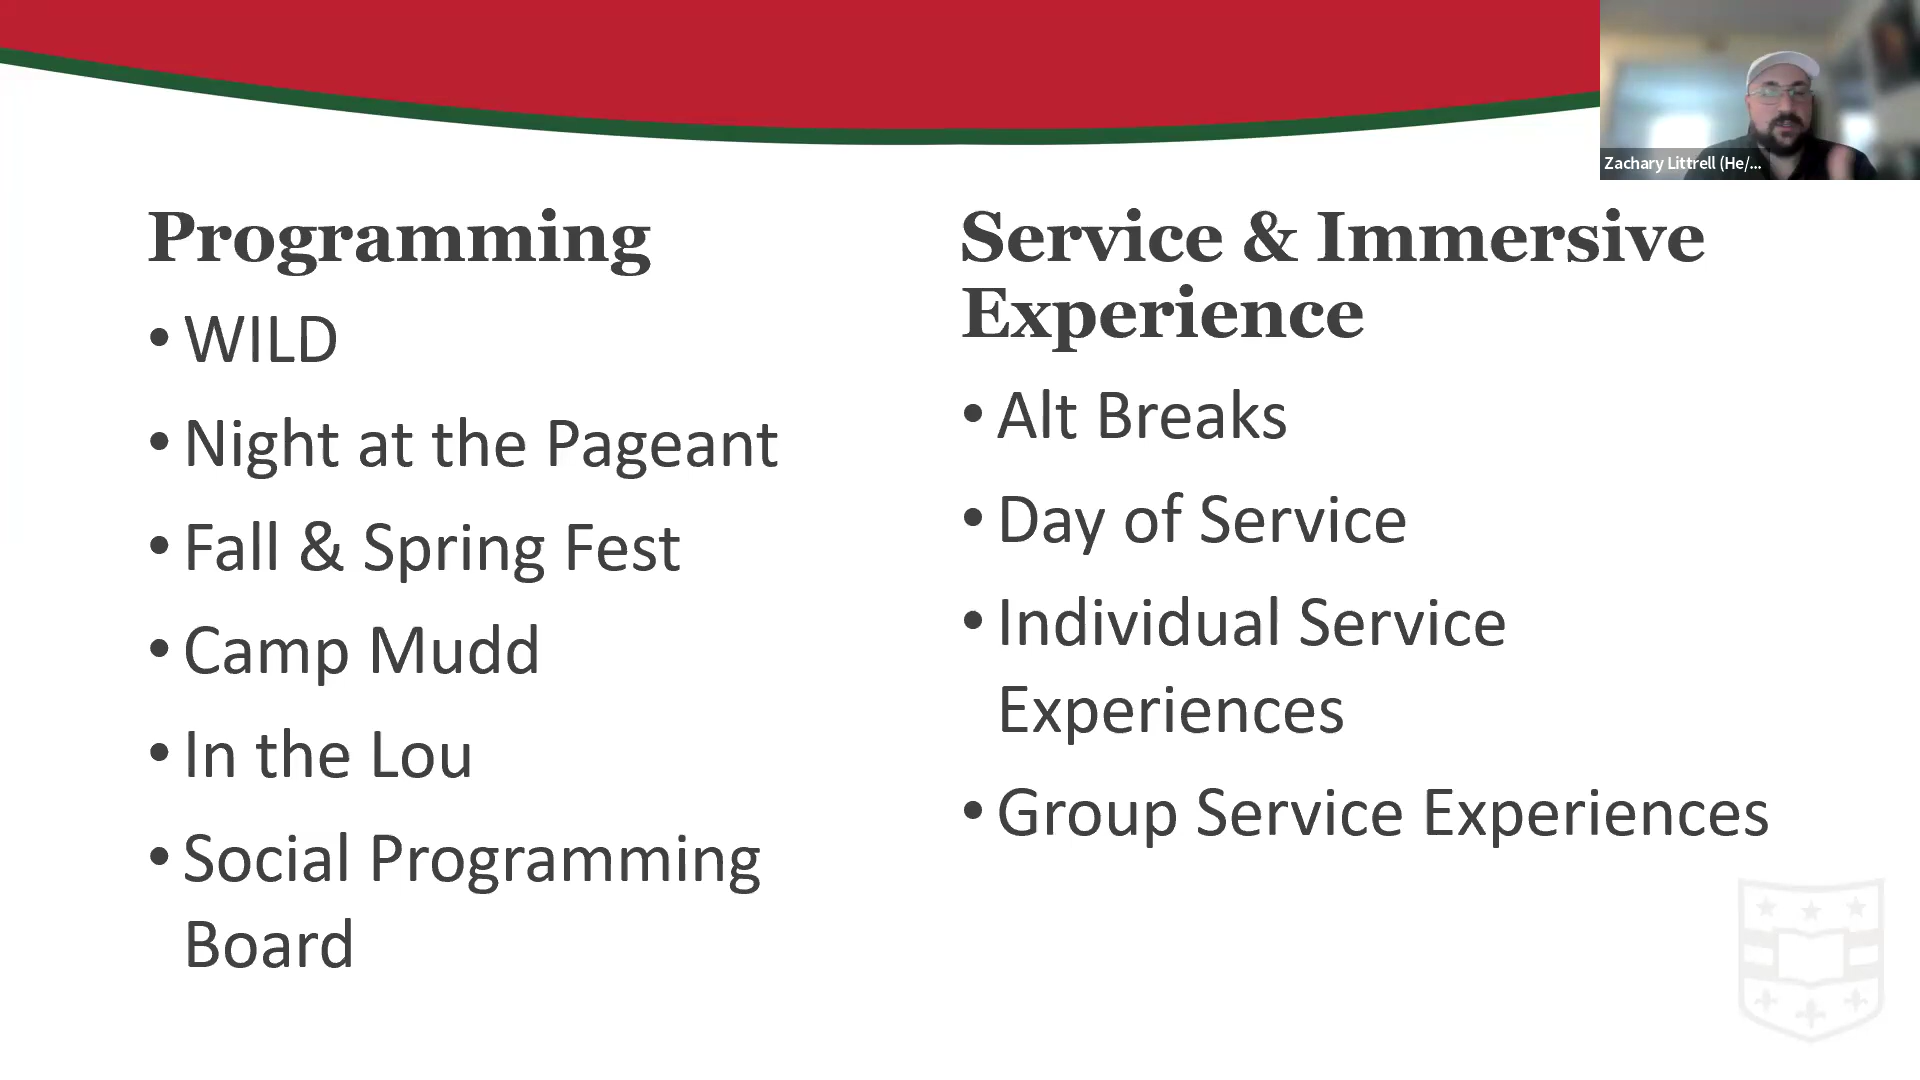 Zachary Littrell (He/...
Programming
• WILD
• Night at the Pageant
• Fall & Spring Fest
• Camp Mudd
• In the Lou
• Social Programming
Board
Service & Immersive
Experience
• Alt Breaks
• Day of Service
• Individual Service
Experiences
• Group Service Experiences